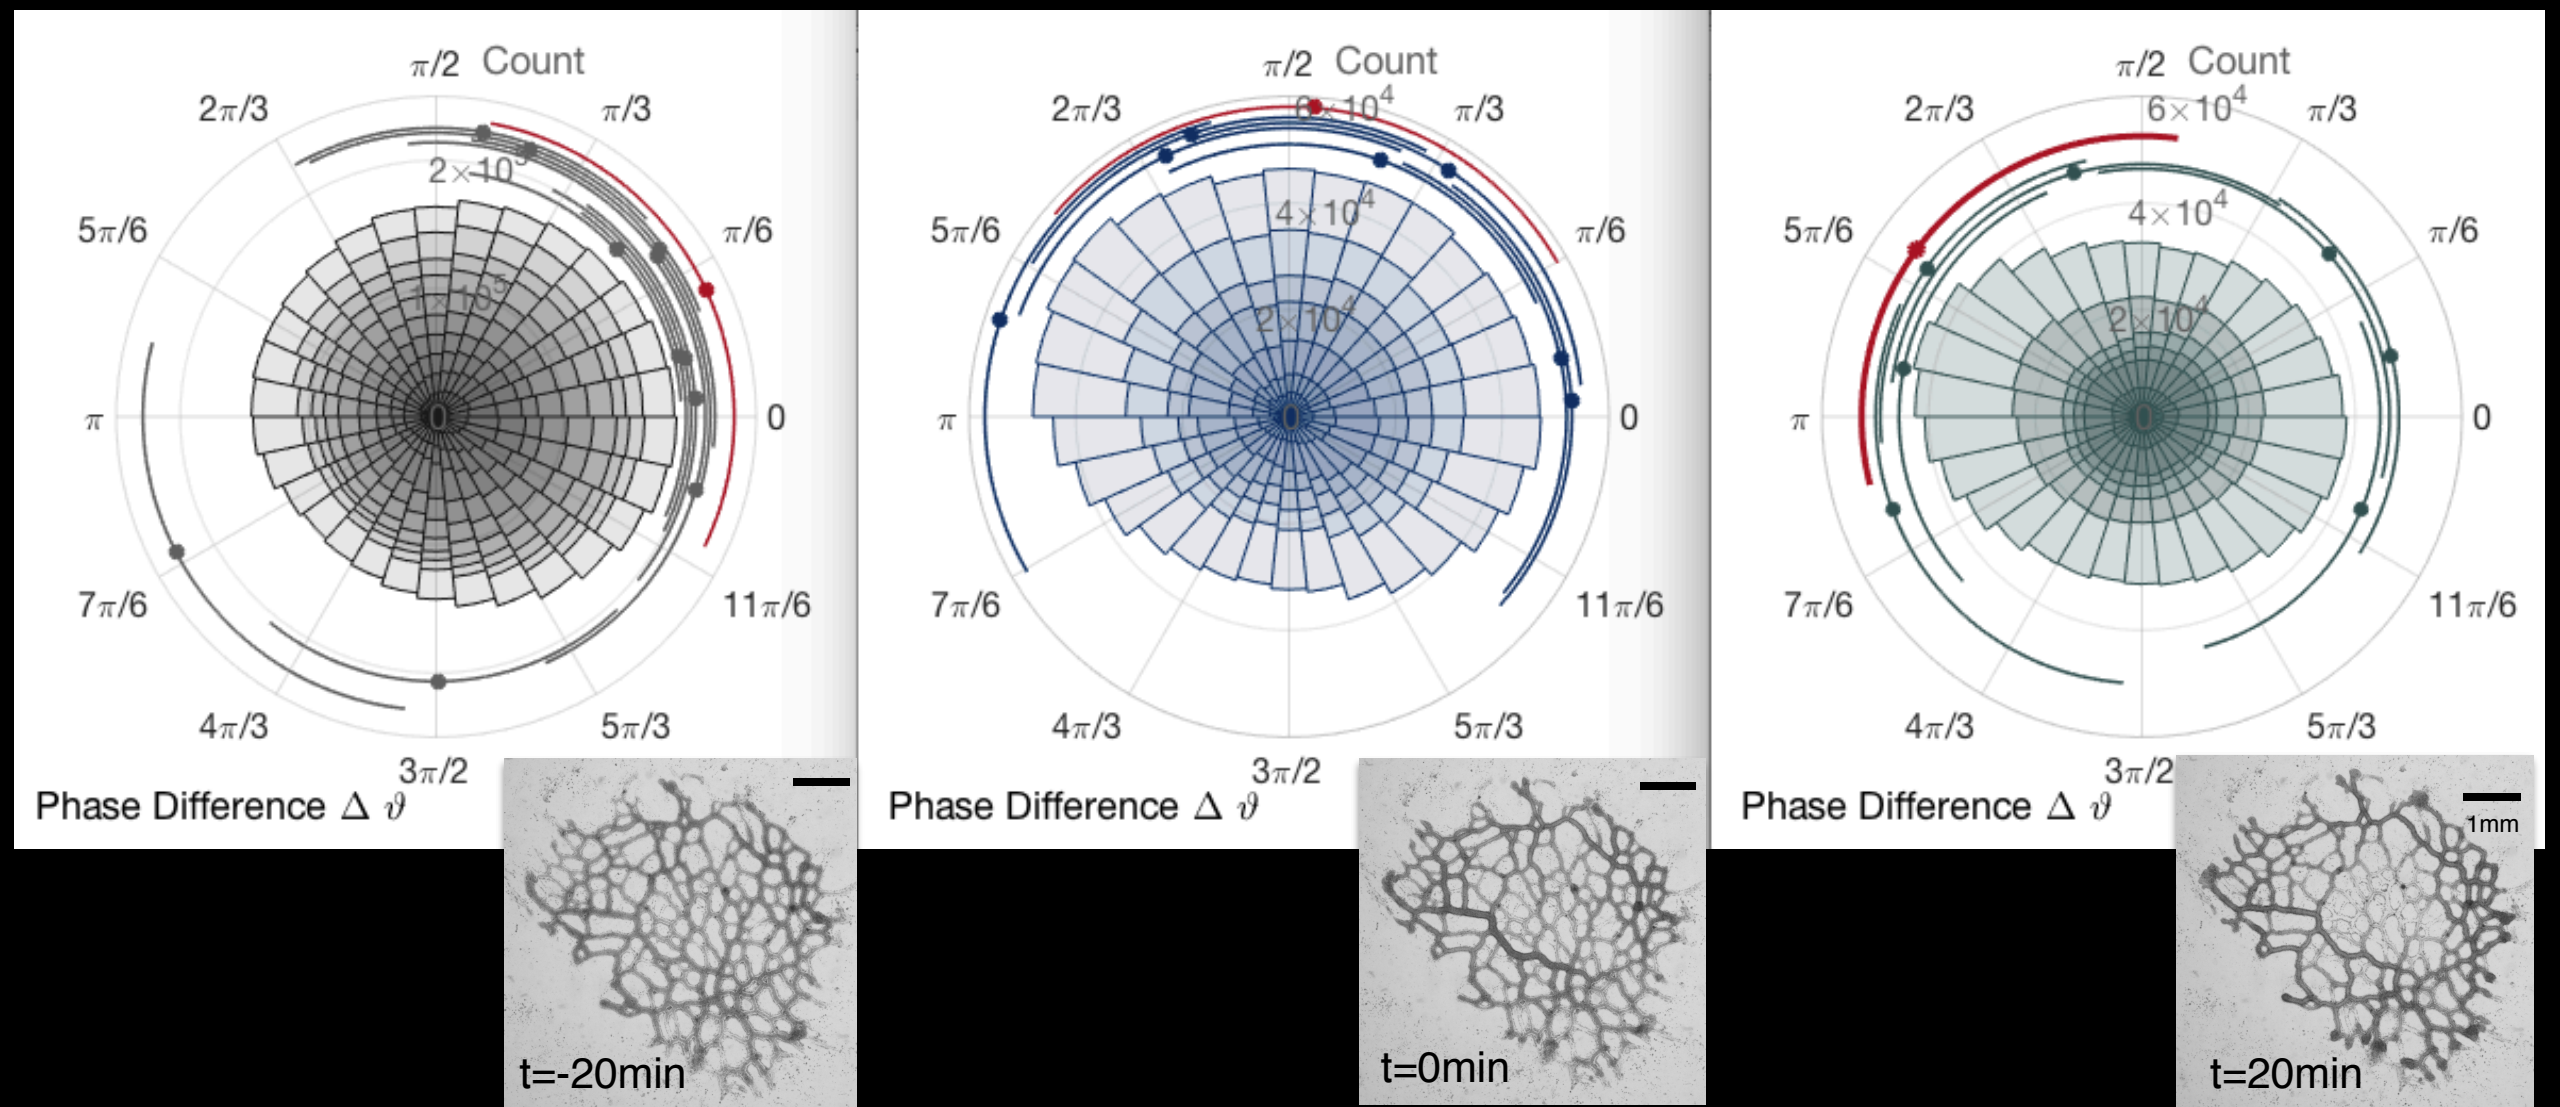 π/2 Count
2π/3
π/3
5π/6
2×10⁵
π/6
1×10⁵
π
0
0
7π/6
11π/6
4π/3
5π/3
3π/2
Phase Difference Δ ϑ
t=-20min
π/2 Count
6×10⁴
2π/3
π/3
5π/6
4×10⁴
π/6
2×10⁴
π
0
0
7π/6
11π/6
4π/3
5π/3
3π/2
Phase Difference Δ ϑ
t=0min
π/2 Count
6×10⁴
2π/3
π/3
5π/6
4×10⁴
π/6
2×10⁴
π
0
0
7π/6
11π/6
4π/3
5π/3
3π/2
Phase Difference Δ ϑ
1mm
t=20min